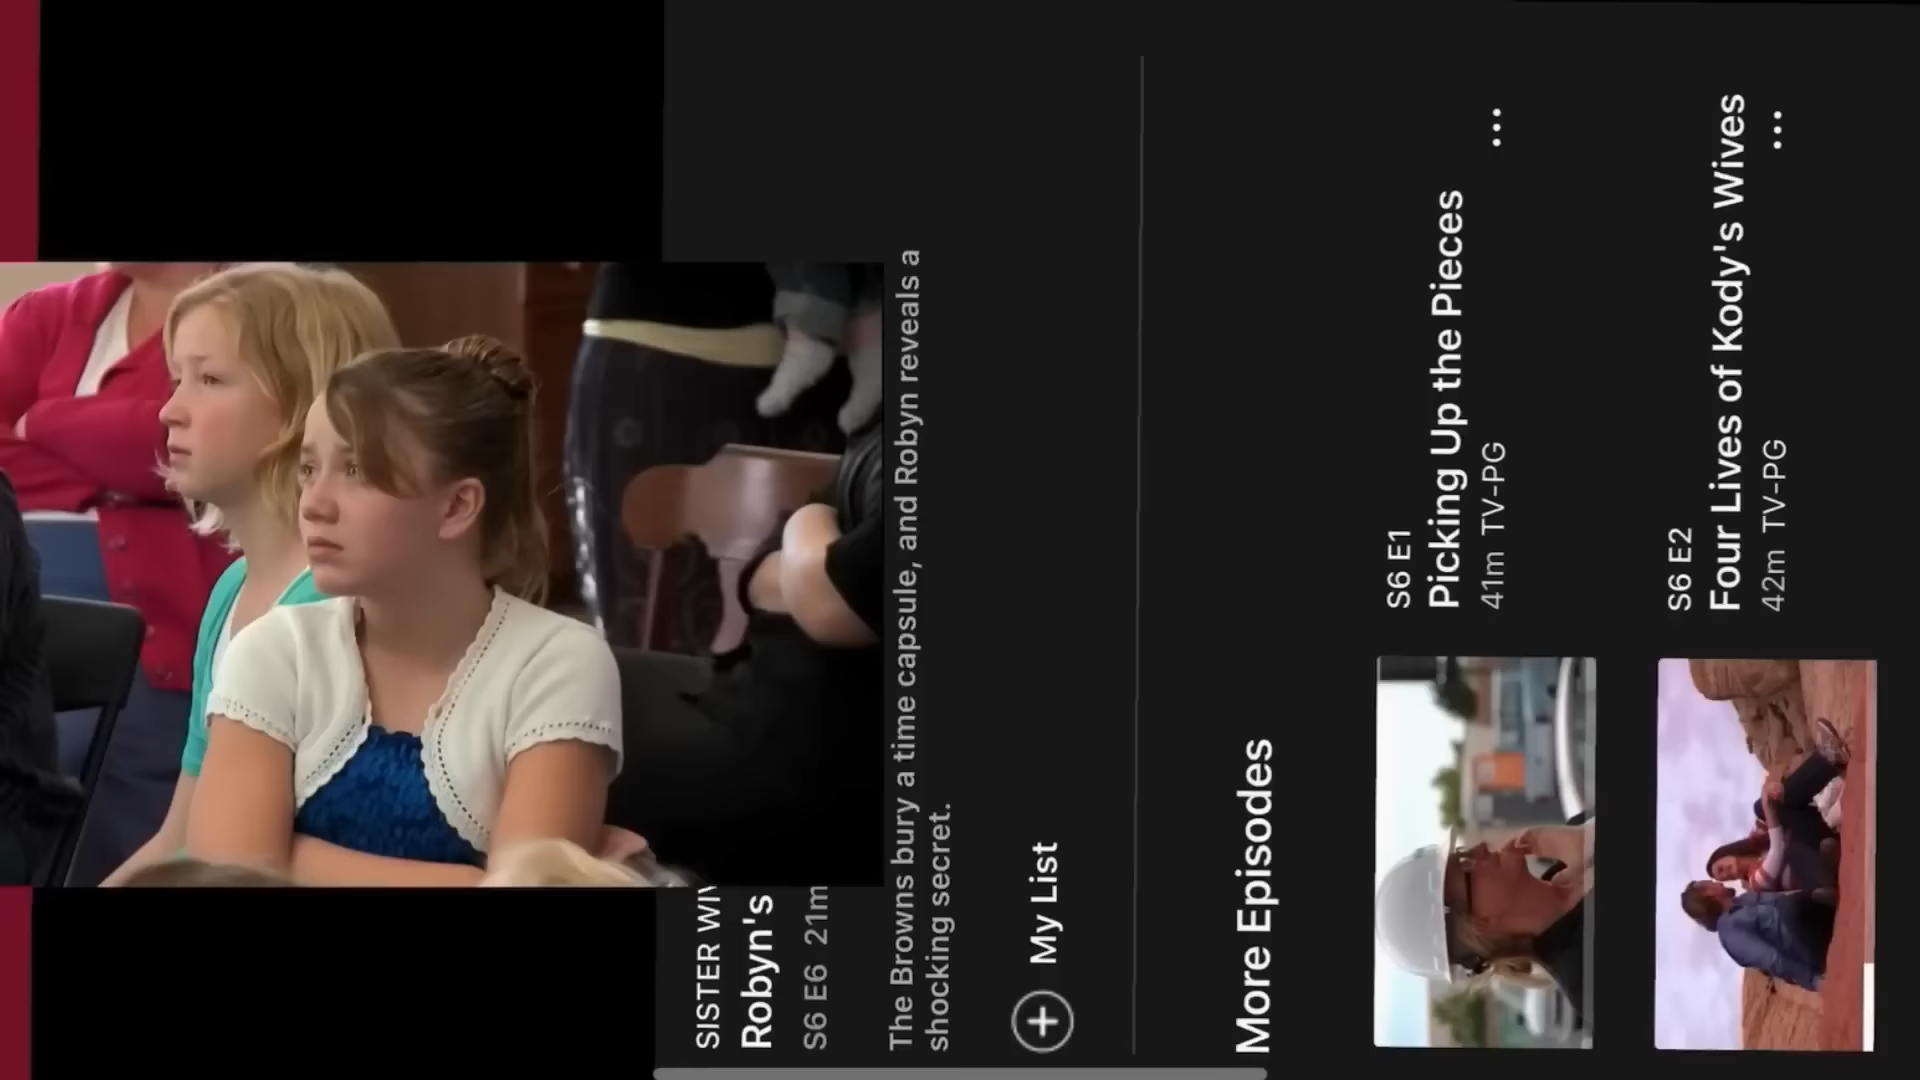 SISTER
Robyn's
S6 E6 21m
The Browns bury a time capsule, and Robyn reveals a
shocking secret.
My List
More Episodes
S6 E1
Picking Up the Pieces
41m TV-PG
S6 E2
Four Lives of Kody's Wives
42m TV-PG